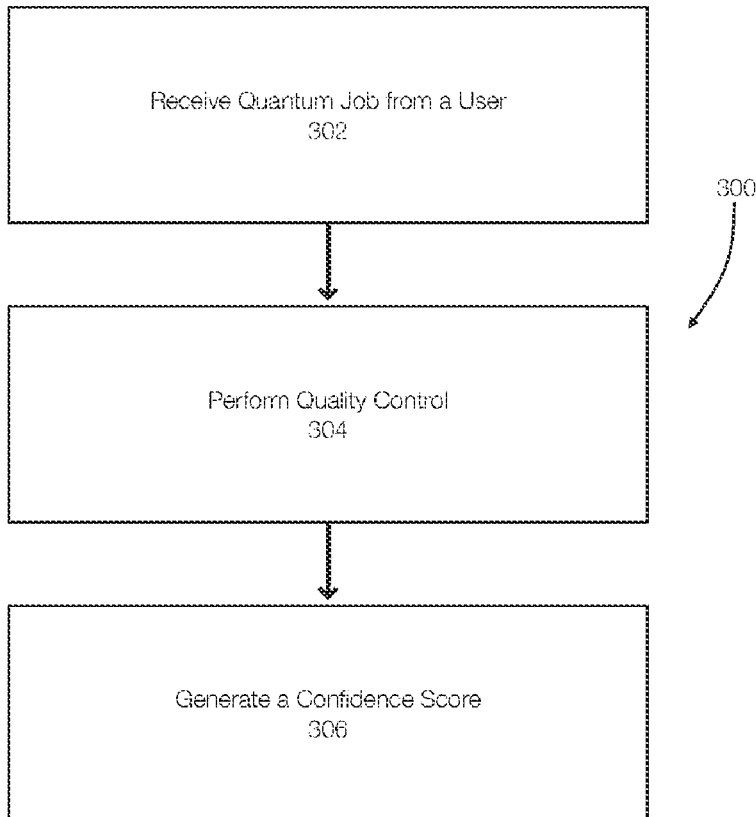 Receive Quantum Job from a User
302
300
Perform Quality Control
304
Generate a Confidence Score
306